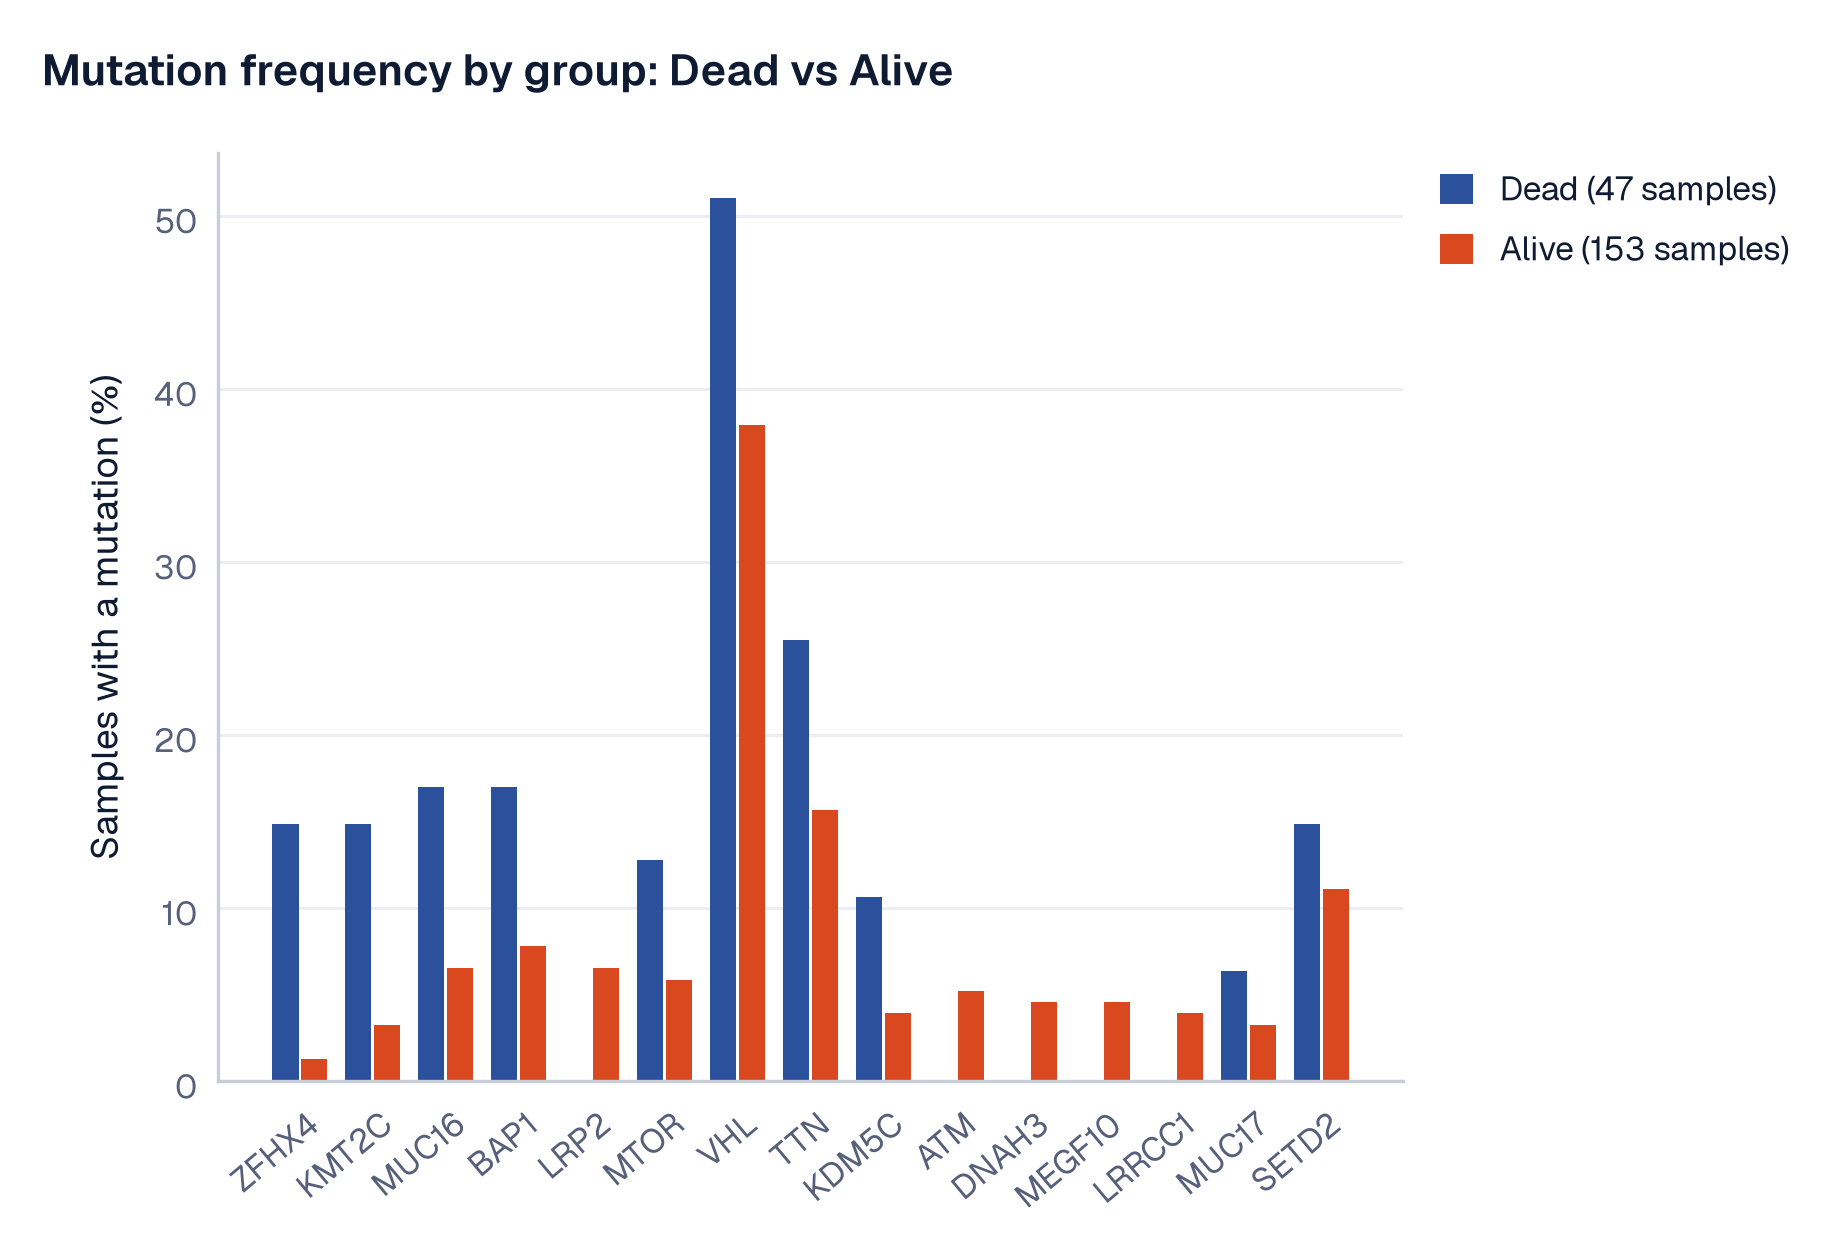 Mutation frequency by group: Dead vs Alive
Dead (47 samples)
Alive (153 samples)
Samples with a mutation (%)
50
40
30
20
10
0
ZFHX4
KMT2C
MUC16
BAP1
LRP2
MTOR
VHL
TTN
KDM5C
ATM
DNAH3
MEGF10
LRRCC1
MUC17
SETD2